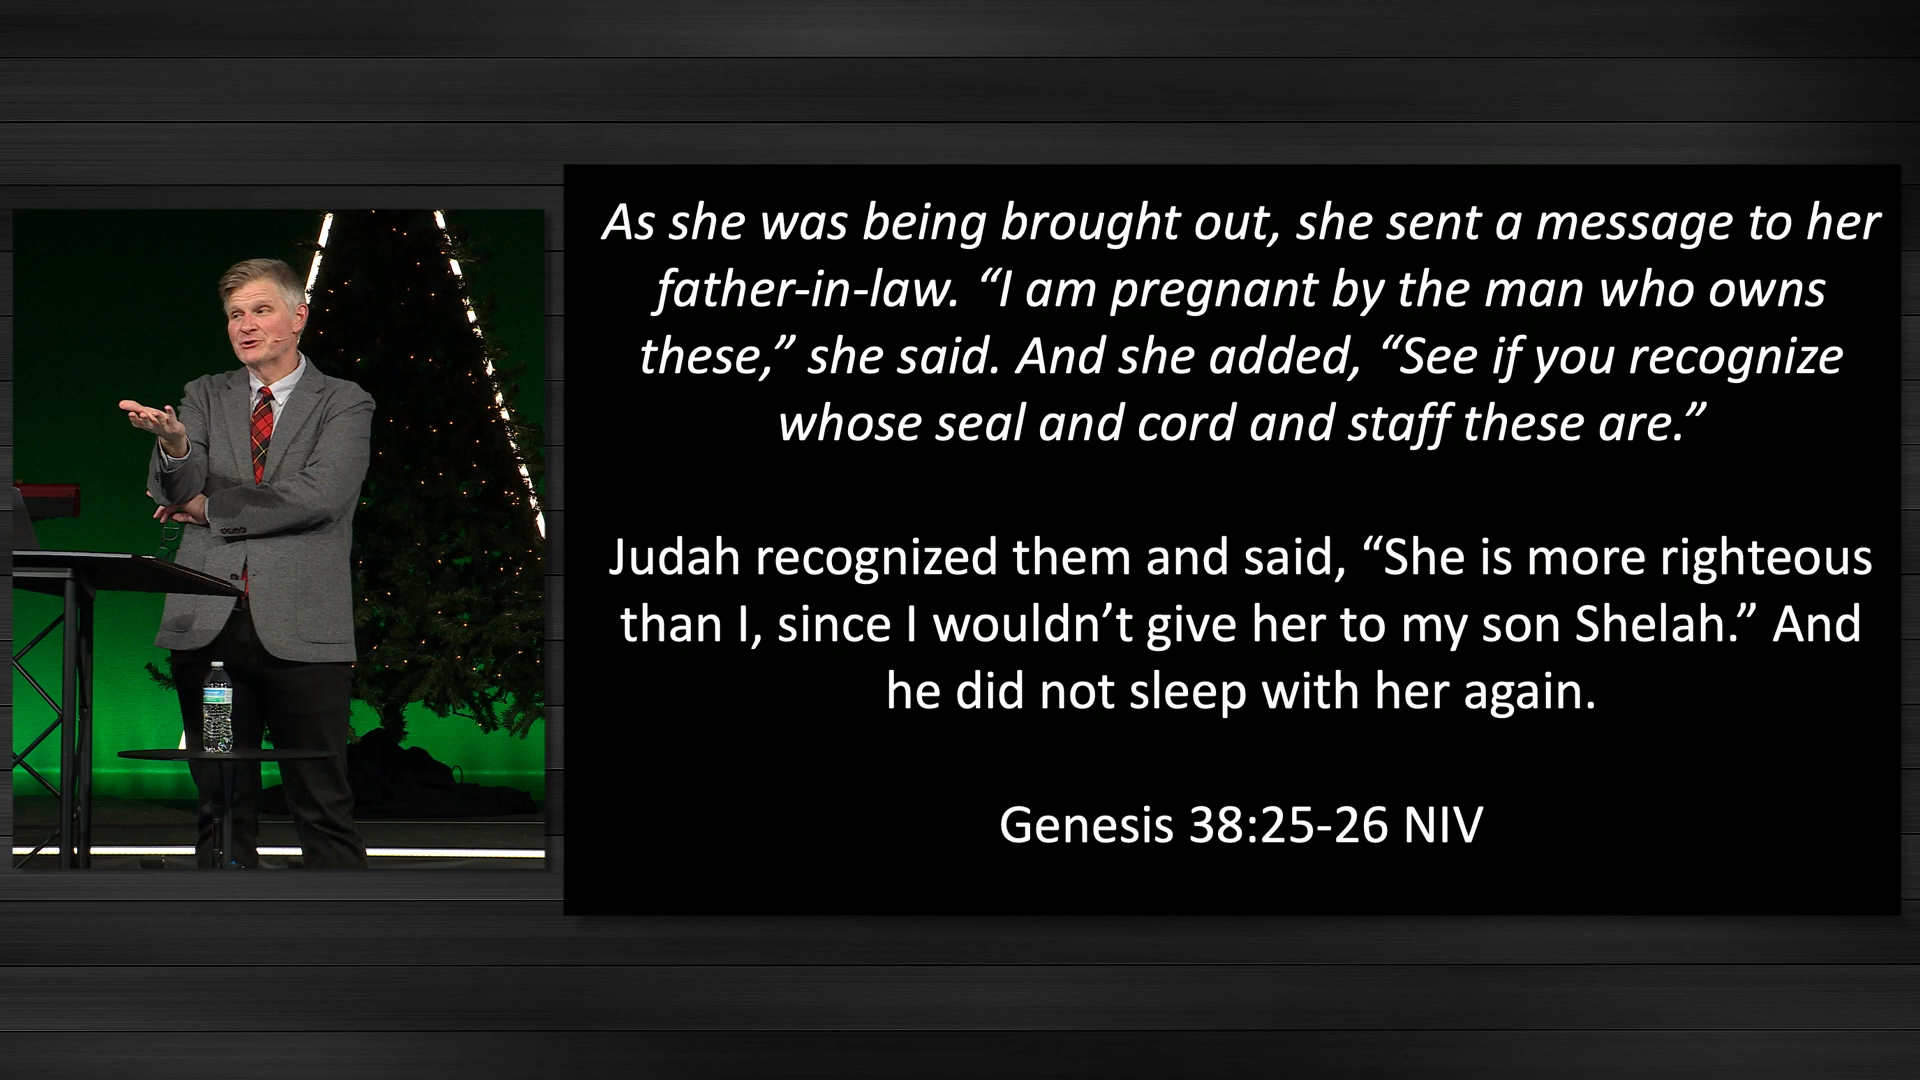 As she was being brought out, she sent a message to her
father-in-law. “I am pregnant by the man who owns
these,” she said. And she added, “See if you recognize
whose seal and cord and staff these are.”
Judah recognized them and said, “She is more righteous
than I, since I wouldn’t give her to my son Shelah.” And
he did not sleep with her again.
Genesis 38:25-26 NIV